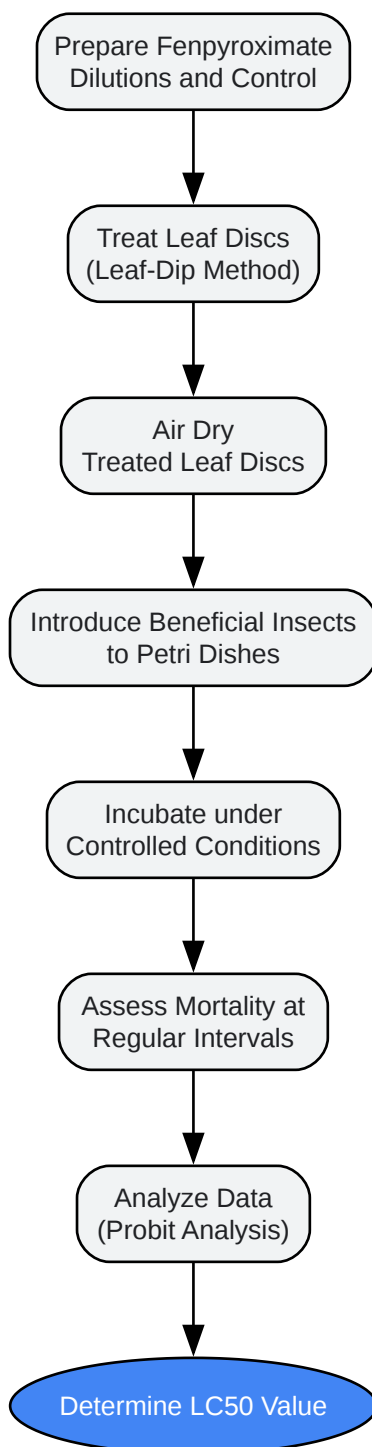 Prepare Fenpyroximate
Dilutions and Control
Treat Leaf Discs
(Leaf-Dip Method)
Air Dry
Treated Leaf Discs
Introduce Beneficial Insects
to Petri Dishes
Incubate under
Controlled Conditions
Assess Mortality at
Regular Intervals
Analyze Data
(Probit Analysis)
Determine LC50 Value